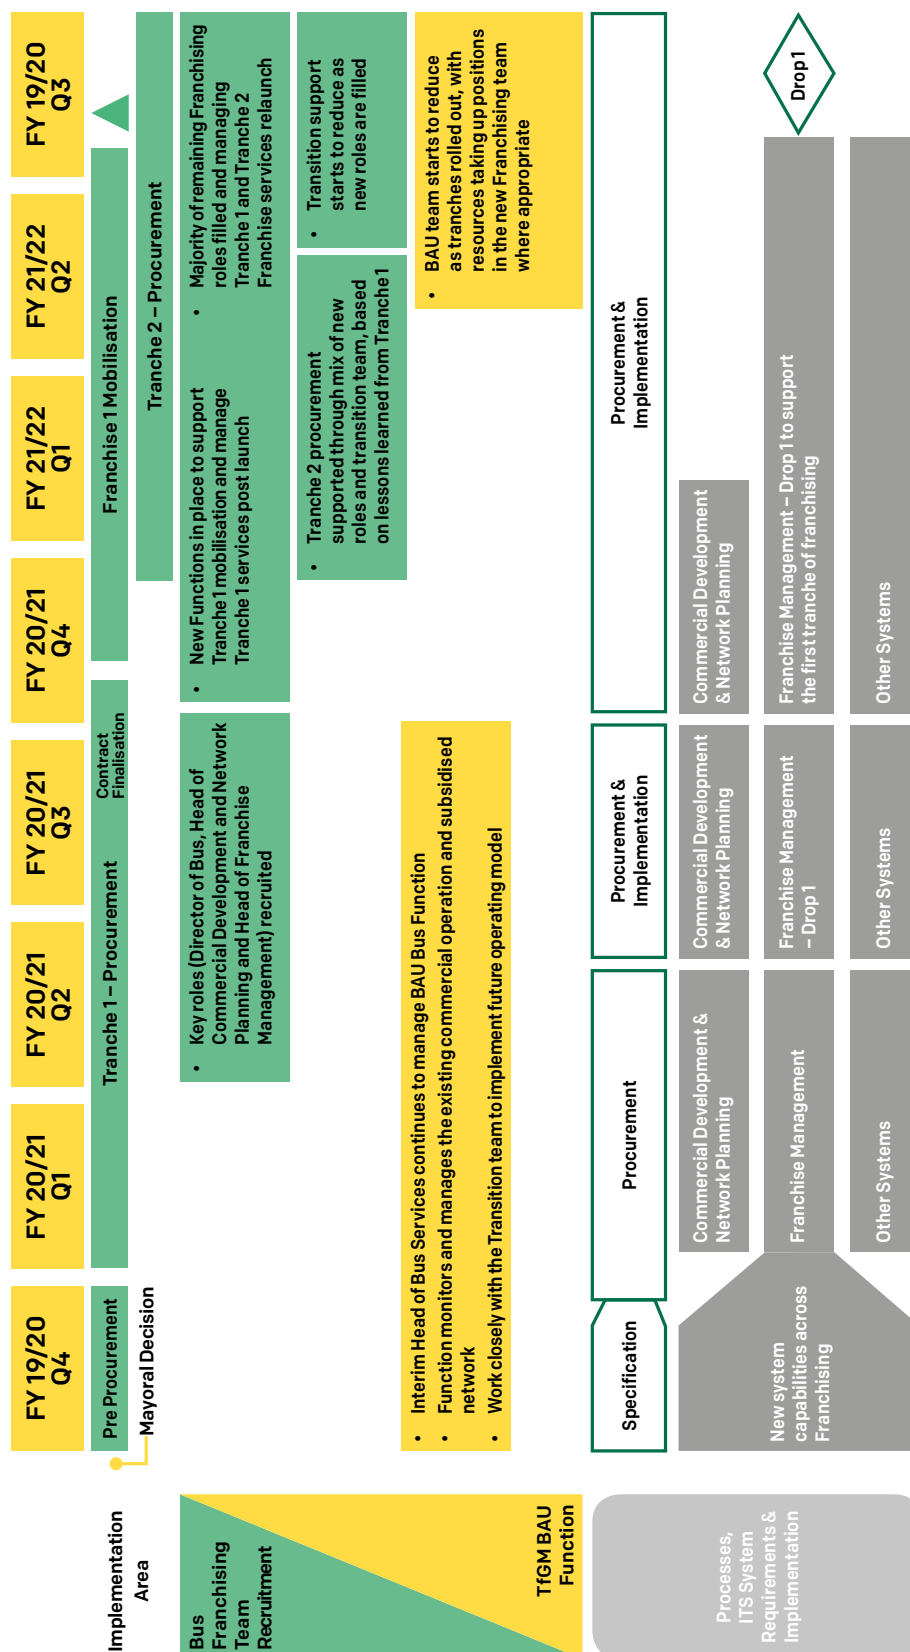 Implementation
Area
FY 19/20
Q4
FY 20/21
Q1
FY 20/21
Q2
FY 20/21
Q3
FY 20/21
Q4
FY 21/22
Q1
FY 21/22
Q2
FY 19/20
Q3
Pre Procurement
Tranche 1 – Procurement
Contract
Finalisation
Franchise 1 Mobilisation
Mayoral Decision
Tranche 2 – Procurement
Bus
Franchising
Team
Recruitment
• Key roles (Director of Bus, Head of
Commercial Development and Network
Planning and Head of Franchise
Management) recruited
• New Functions in place to support
Tranche 1 mobilisation and manage
Tranche 1 services post launch
• Majority of remaining Franchising
roles filled and managing
Tranche 1 and Tranche 2
Franchise services relaunch
• Tranche 2 procurement
supported through mix of new
roles and transition team, based
on lessons learned from Tranche 1
• Transition support
starts to reduce as
new roles are filled
TfGM BAU
Function
• Interim Head of Bus Services continues to manage BAU Bus Function
• Function monitors and manages the existing commercial operation and subsidised
network
• Work closely with the Transition team to implement future operating model
• BAU team starts to reduce
as tranches rolled out, with
resources taking up positions
in the new Franchising team
where appropriate
Processes,
ITS System
Requirements &
Implementation
Specification
Procurement
Procurement &
Implementation
Procurement &
Implementation
New system
capabilities across
Franchising
Commercial Development &
Network Planning
Commercial Development
& Network Planning
Commercial Development
& Network Planning
Franchise Management
Franchise Management
– Drop 1
Franchise Management – Drop 1 to support
the first tranche of franchising
Drop 1
Other Systems
Other Systems
Other Systems